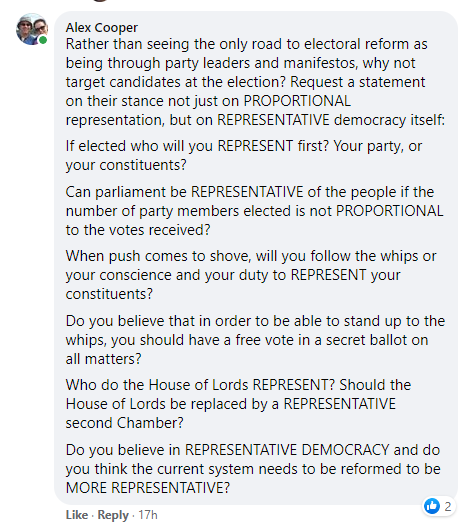 Alex Cooper
Rather than seeing the only road to electoral reform as
being through party leaders and manifestos, why not
target candidates at the election? Request a statement
on their stance not just on PROPORTIONAL
representation, but on REPRESENTATIVE democracy itself:
If elected who will you REPRESENT first? Your party, or
your constituents?
Can parliament be REPRESENTATIVE of the people if the
number of party members elected is not PROPORTIONAL
to the votes received?
When push comes to shove, will you follow the whips or
your conscience and your duty to REPRESENT your
constituents?
Do you believe that in order to be able to stand up to the
whips, you should have a free vote in a secret ballot on
all matters?
Who do the House of Lords REPRESENT? Should the
House of Lords be replaced by a REPRESENTATIVE
second Chamber?
Do you believe in REPRESENTATIVE DEMOCRACY and do
you think the current system needs to be reformed to be
MORE REPRESENTATIVE?
2
Like · Reply · 17h